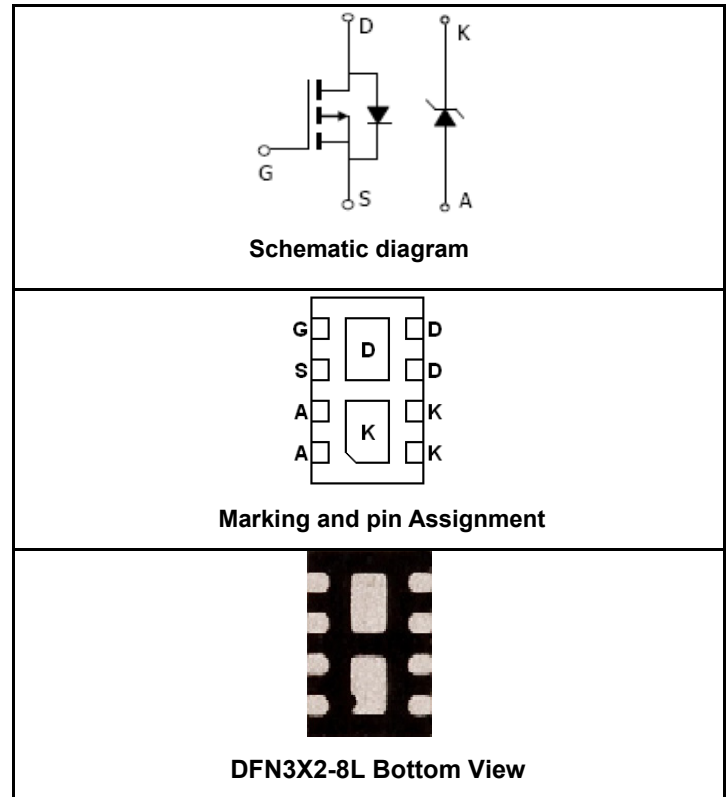 D
K
G
S
A
Schematic diagram
G D D
S D
A K K
A K
Marking and pin Assignment
DFN3X2-8L Bottom View